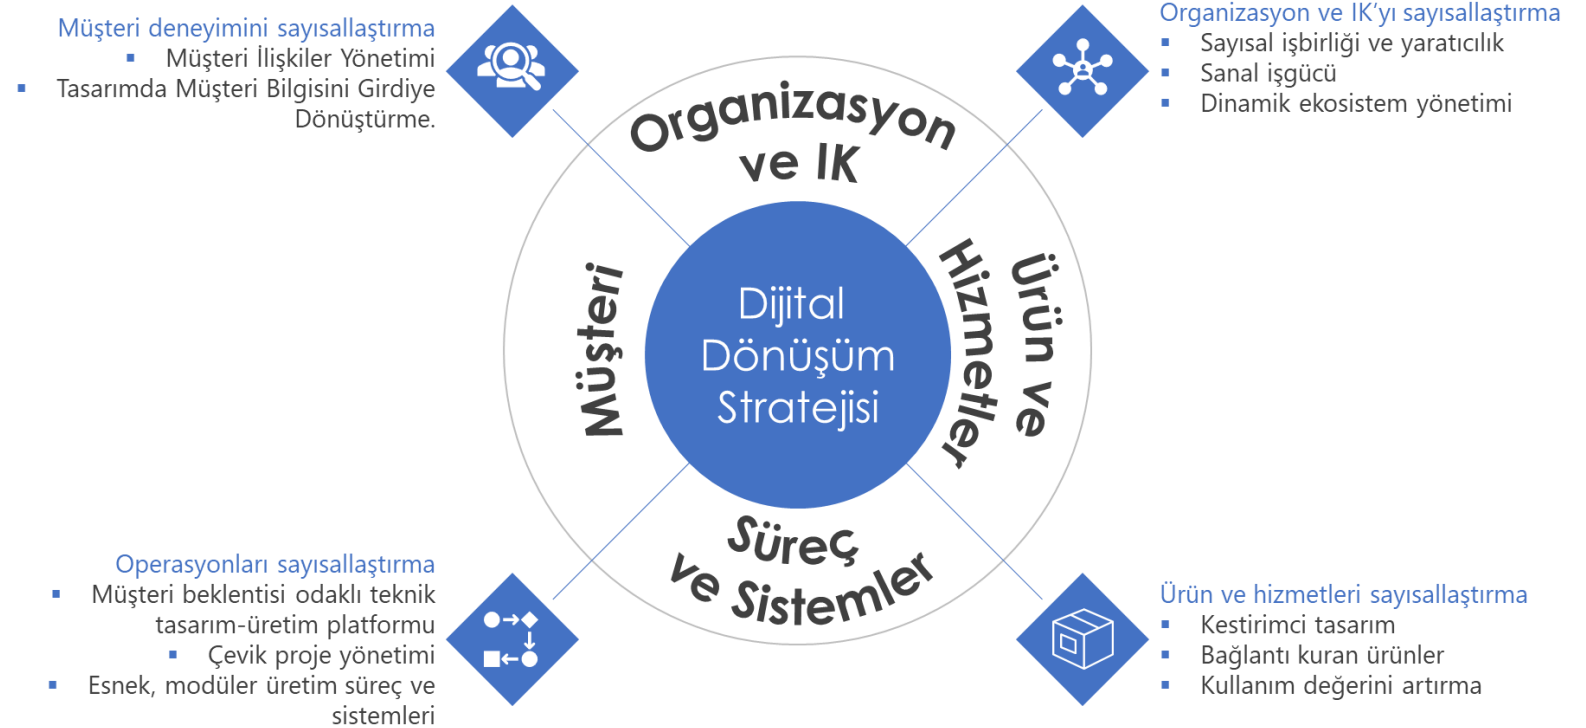 Müşteri deneyimini sayısallaştırma
▪ Müşteri İlişkiler Yönetimi
▪ Tasarımda Müşteri Bilgisini Girdiye
Dönüştürme.
Organizasyon ve IK'yı sayısallaştırma
▪ Sayısal işbirliği ve yaratıcılık
▪ Sanal işgücü
▪ Dinamik ekosistem yönetimi
Organizasyon
ve IK
Müşteri
Dijital
Dönüşüm
Stratejisi
Ürün ve
Hizmetler
Süreç
ve Sistemler
Operasyonları sayısallaştırma
▪ Müşteri beklentisi odaklı teknik
tasarım-üretim platformu
▪ Çevik proje yönetimi
▪ Esnek, modüler üretim süreç ve
sistemleri
Ürün ve hizmetleri sayısallaştırma
▪ Kestirimci tasarım
▪ Bağlantı kuran ürünler
▪ Kullanım değerini artırma